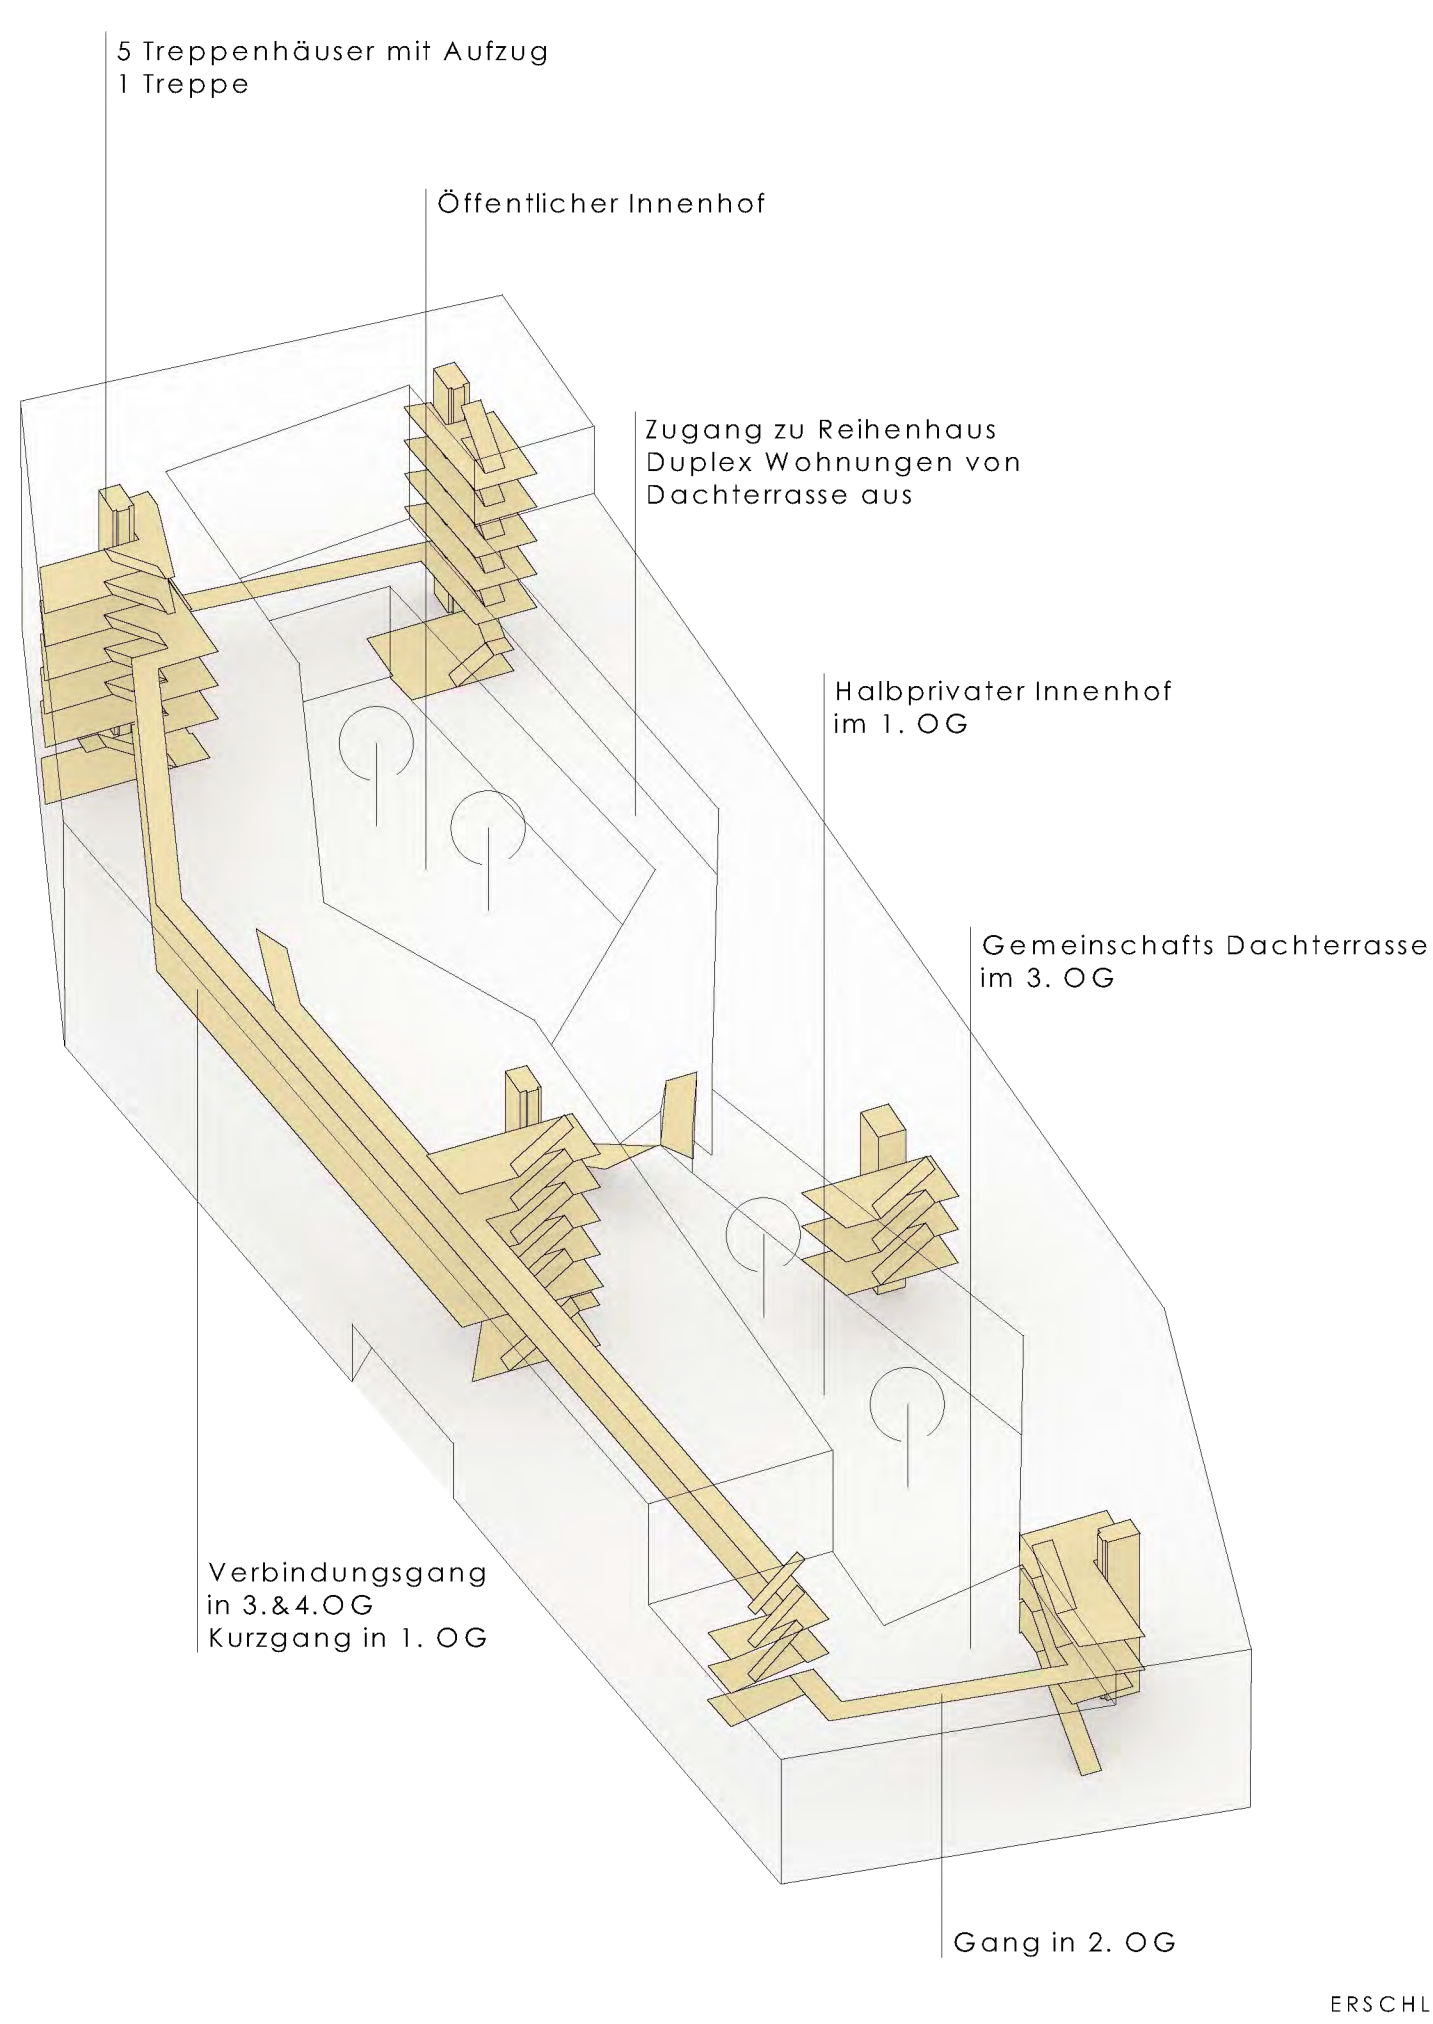 5 Treppenhäuser mit Aufzug
1 Treppe
Öffentlicher Innenhof
Zugang zu Reihenhaus
Duplex Wohnungen von
Dachterrasse aus
Halbprivater Innenhof
im 1. OG
Gemeinschafts Dachterrasse
im 3. OG
Verbindungsgang
in 3.&4.OG
Kurzgang in 1. OG
Gang in 2. OG
ERSCHL